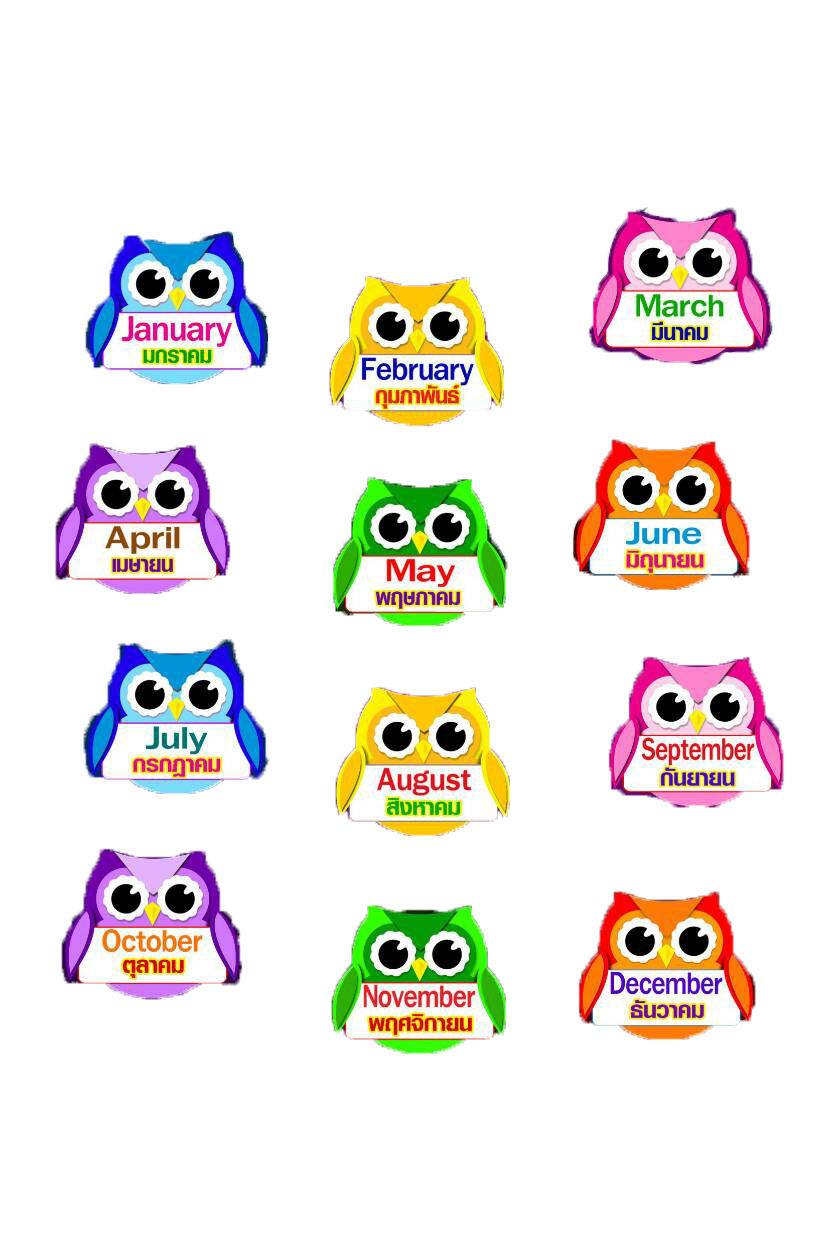 January
มกราคม
February
กุมภาพันธ์
March
มีนาคม
April
เมษายน
May
พฤษภาคม
June
มิถุนายน
July
กรกฎาคม
August
สิงหาคม
September
กันยายน
October
ตุลาคม
November
พฤศจิกายน
December
ธันวาคม